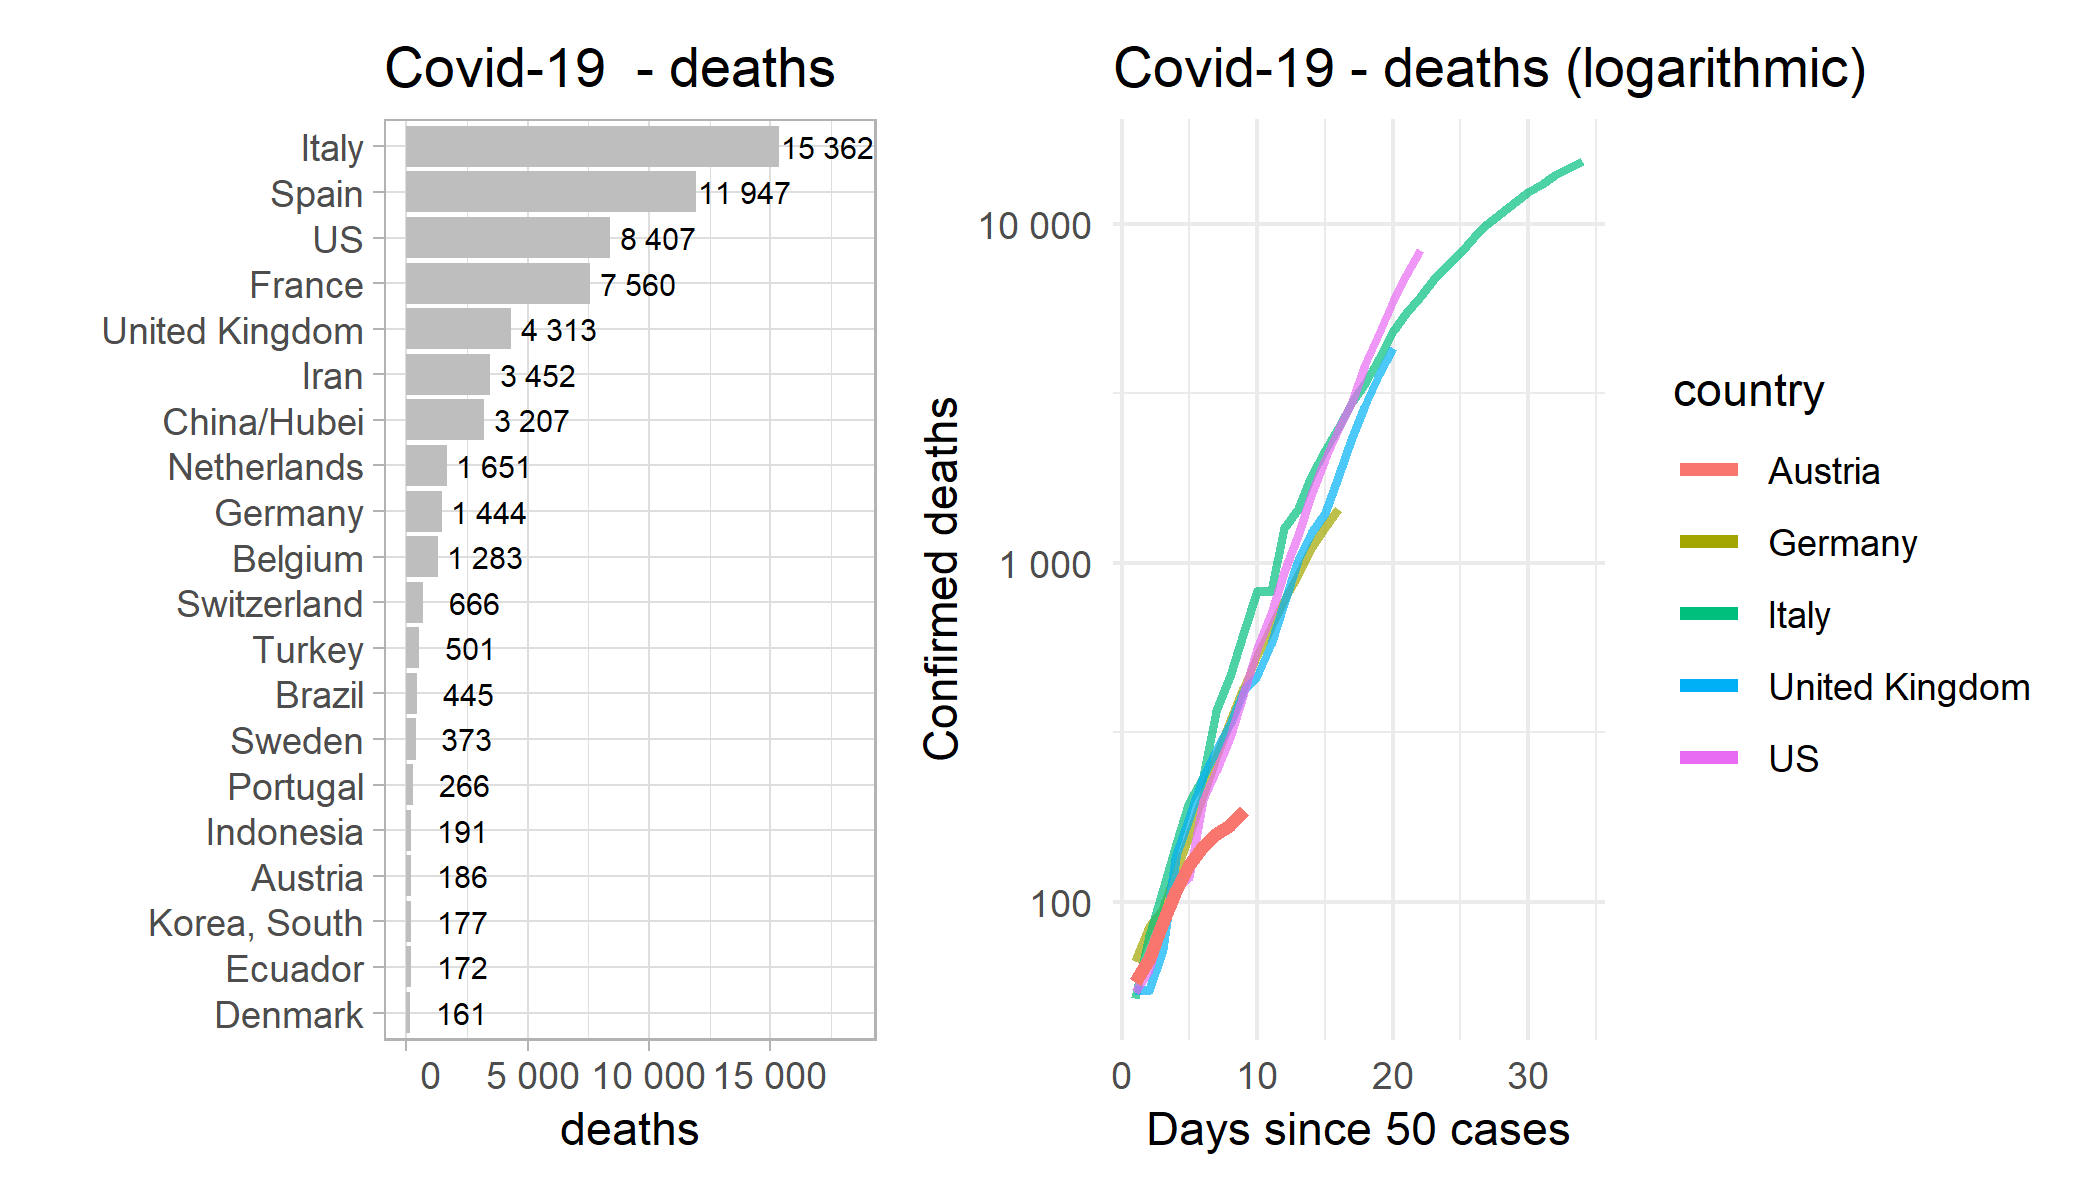 Covid-19  - deaths
Italy 15 362
Spain 11 947
US 8 407
France 7 560
United Kingdom 4 313
Iran 3 452
China/Hubei 3 207
Netherlands 1 651
Germany 1 444
Belgium 1 283
Switzerland 666
Turkey 501
Brazil 445
Sweden 373
Portugal 266
Indonesia 191
Austria 186
Korea, South 177
Ecuador 172
Denmark 161
0 5 000 10 000 15 000
deaths
Covid-19 - deaths (logarithmic)
Confirmed deaths
10 000
1 000
100
0 10 20 30
Days since 50 cases
country
Austria
Germany
Italy
United Kingdom
US